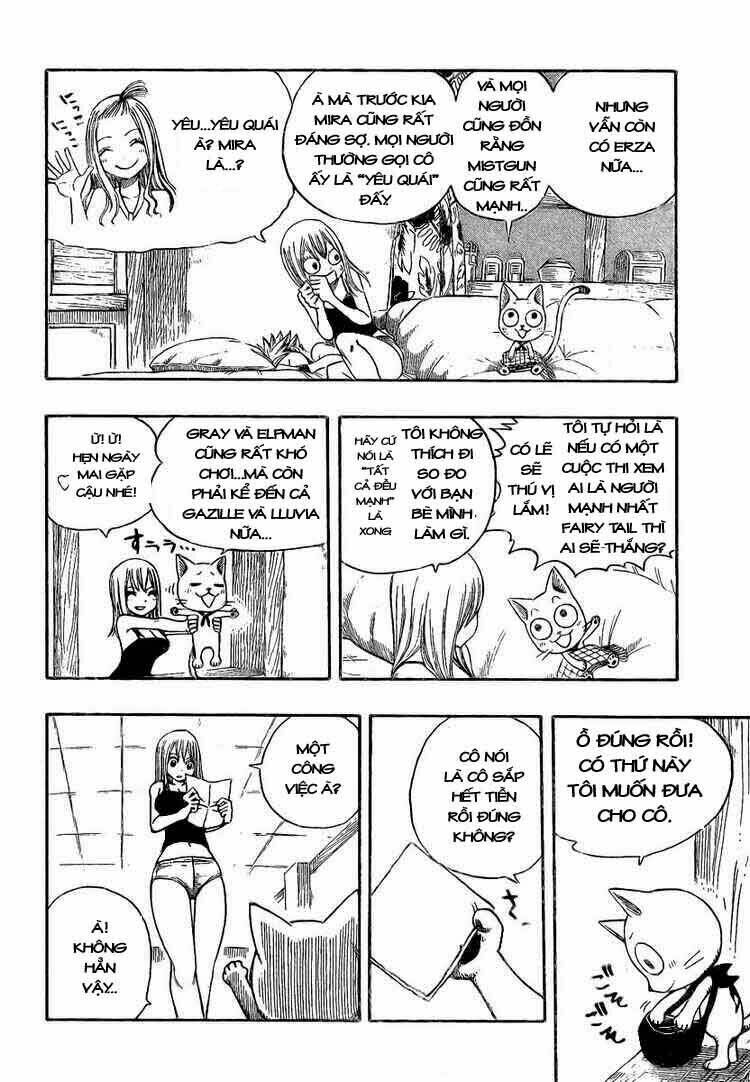 NHƯNG
VẪN CÒN
CÓ ERZA
NỮA...
VÀ MỌI
NGƯỜI
CŨNG ĐỒN
RẰNG
MISTGUN
CŨNG RẤT
MẠNH..
À MÀ TRƯỚC KIA
MIRA CŨNG RẤT
ĐÁNG SỢ. MỌI NGƯỜI
THƯỜNG GỌI CÔ
ẤY LÀ "YÊU QUÁI"
ĐẤY.
YÊU...YÊU QUÁI
À? MIRA
LÀ...?
TÔI TỰ HỎI LÀ
NẾU CÓ MỘT
CUỘC THI XEM
AI LÀ NGƯỜI
MẠNH NHẤT
FAIRY TAIL THÌ
AI SẼ THẮNG?
CÓ LẼ
SẼ
THÚ VỊ
LẮM!
TÔI KHÔNG
THÍCH ĐI
SO ĐO
VỚI BẠN
BÈ MÌNH
LÀM GÌ.
HÃY CỨ
NÓI LÀ
"TẤT
CẢ ĐỀU
MẠNH" LÀ
XONG
GRAY VÀ ELFMAN
CŨNG RẤT KHÓ
CHƠI...MÀ CÒN
PHẢI KỂ ĐẾN CẢ
GAZILLE VÀ LLUVIA
NỮA...
Ừ! Ừ!
HẸN NGÀY
MAI GẶP
CẬU NHÉ!
すぅぅぅ…
Ồ ĐÚNG RỒI!
CÓ THỨ NÀY
TÔI MUỐN ĐƯA
CHO CÔ.
CÔ NÓI
LÀ CÔ SẮP
HẾT TIỀN
RỒI ĐÚNG
KHÔNG?
MỘT
CÔNG
VIỆC À?
À!
KHÔNG
HẲN
VẬY...